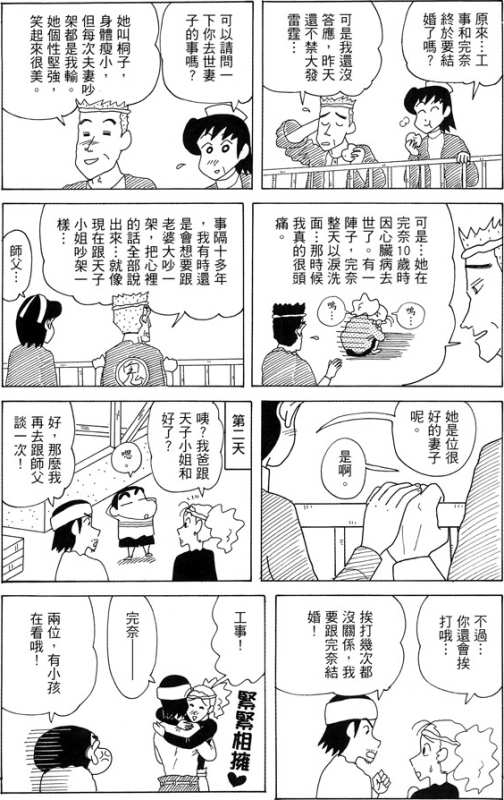 原來…工
事和完奈
終於要結
婚了嗎？
可是我還沒
答應，昨天
還不禁大發
雷霆…
可以請問一
下你去世妻
子的事嗎？
她叫桐子，
身體瘦小，
但每次夫妻吵
架都是我輸。
她個性堅強，
笑起來很美。
可是…她在
完奈10歲時
因心臟病去
世了。有一
陣子，完奈
整天以淚洗
面…那時候
我真的很頭
痛。
嗚…
嗚…
事隔十多年
，我有時還
是會想要跟
老婆大吵一
架，把心裡
的話全部說
出來…就像
現在跟天子
小姐吵架一
樣…
師父…
她是位很
好的妻子
呢。
是啊。
第二天
咦？我爸跟
天子小姐和
好了？
嗯。
好，那麼我
再去跟師父
談一次！
不過…
你還會挨
打哦…
挨打幾次都
沒關係，我
要跟完奈結
婚！
工事！
完奈——
緊緊相擁♥
兩位，有小孩
在看哦！